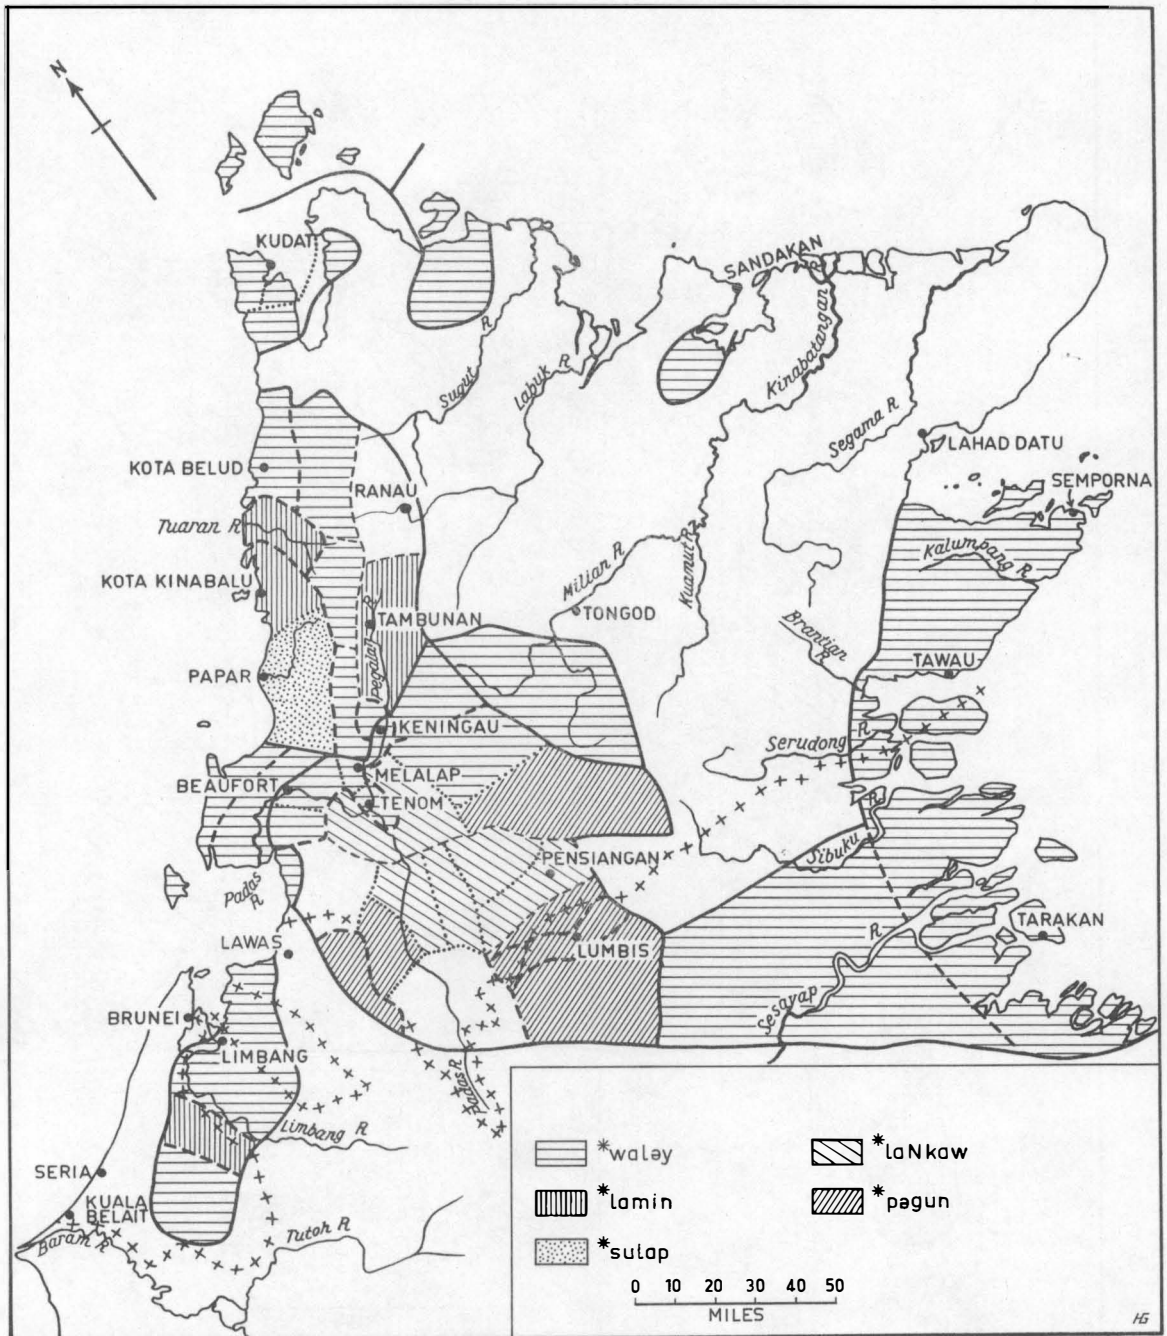 N
KUDAT
SANDAKAN
Sugut R
Labuk R
Kinabatangan
Segama R
LAHAD DATU
SEMPORNA
KOTA BELUD
RANAU
Tuaran R
Kalumpang R
Kuamut R
Milian R
KOTA KINABALU
TONGOD
TAMBUNAN
Pegalan R
Brantian R
TAWAU
PAPAR
KENINGAU
Serudong R
MELALAP
BEAUFORT
TENOM
R
Sibuku
PENSIANGAN
Padas R
TARAKAN
LAWAS
LUMBIS
R
Sesayap
BRUNEI
LIMBANG
Padas R
Limbang R
SERIA
KUALA
BELAIT
Baram R
Tutoh R
*waləy
*lamin
*sulap
*laNkaw
*pəgun
0 10 20 30 40 50
MILES
HG